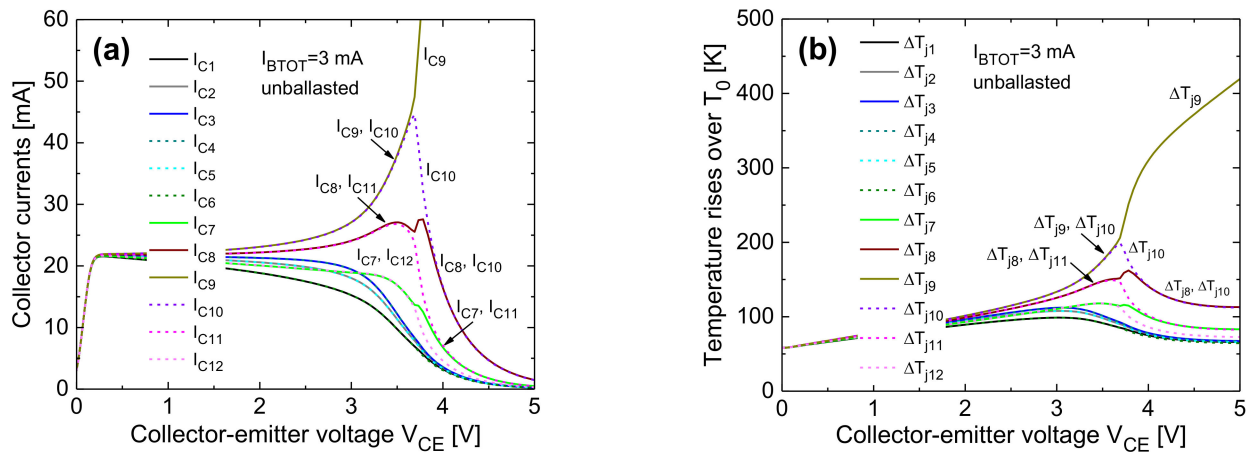 (a)
I_BTOT=3 mA
unballasted
I_C1
I_C2
I_C3
I_C4
I_C5
I_C6
I_C7
I_C8
I_C9
I_C10
I_C11
I_C12
I_C9
I_C9, I_C10
I_C10
I_C8, I_C11
I_C7, I_C12
I_C8, I_C10
I_C7, I_C11
60
50
40
30
20
10
0
0
1
2
3
4
5
Collector currents [mA]
Collector-emitter voltage V_CE [V]
(b)
I_BTOT=3 mA
unballasted
ΔT_j1
ΔT_j2
ΔT_j3
ΔT_j4
ΔT_j5
ΔT_j6
ΔT_j7
ΔT_j8
ΔT_j9
ΔT_j10
ΔT_j11
ΔT_j12
ΔT_j9
ΔT_j9, ΔT_j10
ΔT_j10
ΔT_j8, ΔT_j11
ΔT_j8, ΔT_j10
500
400
300
200
150
100
50
0
0
1
2
3
4
5
Temperature rises over T_0 [K]
Collector-emitter voltage V_CE [V]